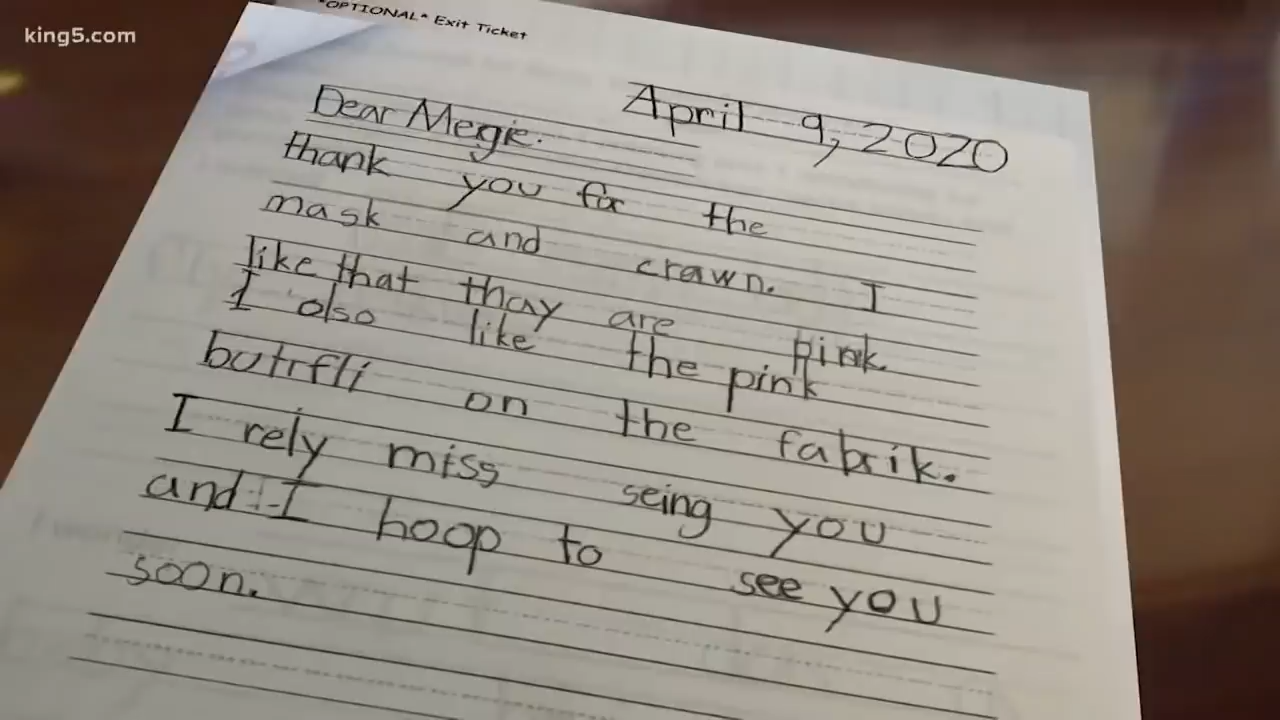 king5.com
*OPTIONAL* Exit Ticket
April 9, 2020
Dear Megie.
thank you for the
mask and crawn. I
like that thay are pink.
I olso like the pink
butrfli on the fabrik.
I rely miss seing you
and I hoop to see you
soon.